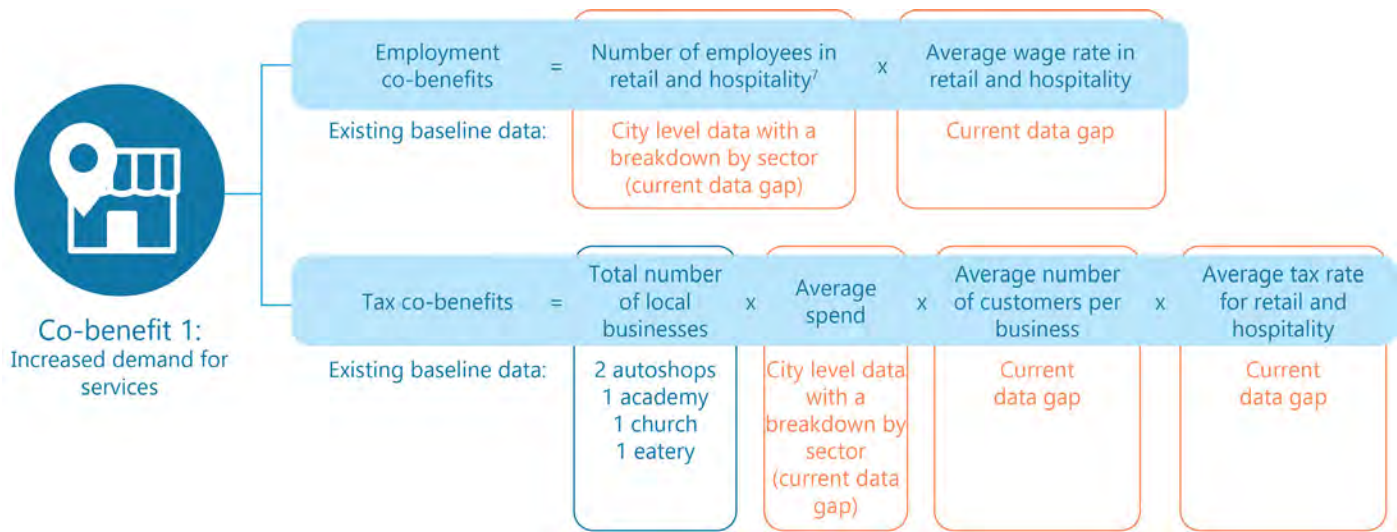 Employment
co-benefits
=
Number of employees in
retail and hospitality7
x
Average wage rate in
retail and hospitality
Existing baseline data:
City level data with a
breakdown by sector
(current data gap)
Current data gap
Co-benefit 1:
Increased demand for
services
Tax co-benefits
=
Total number
of local
businesses
x
Average
spend
x
Average number
of customers per
business
x
Average tax rate
for retail and
hospitality
Existing baseline data:
2 autoshops
1 academy
1 church
1 eatery
City level data
with a
breakdown by
sector
(current data
gap)
Current
data gap
Current
data gap